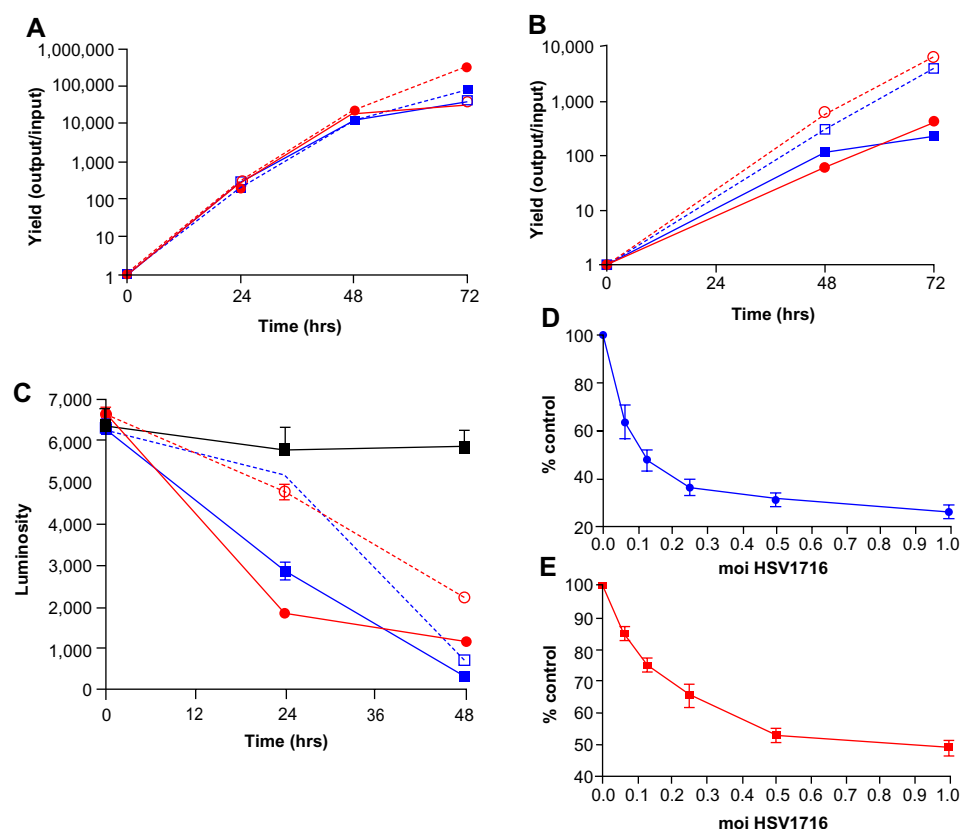 A
1,000,000
100,000
10,000
1,000
100
10
1
Yield (output/input)
0
24
48
72
Time (hrs)
B
10,000
1,000
100
10
1
Yield (output/input)
0
24
48
72
Time (hrs)
C
7,000
6,000
5,000
4,000
3,000
2,000
1,000
0
Luminosity
0
12
24
36
48
Time (hrs)
D
100
80
60
40
20
% control
0.0 0.1 0.2 0.3 0.4 0.5 0.6 0.7 0.8 0.9 1.0
moi HSV1716
E
100
90
80
70
60
50
40
% control
0.0 0.1 0.2 0.3 0.4 0.5 0.6 0.7 0.8 0.9 1.0
moi HSV1716